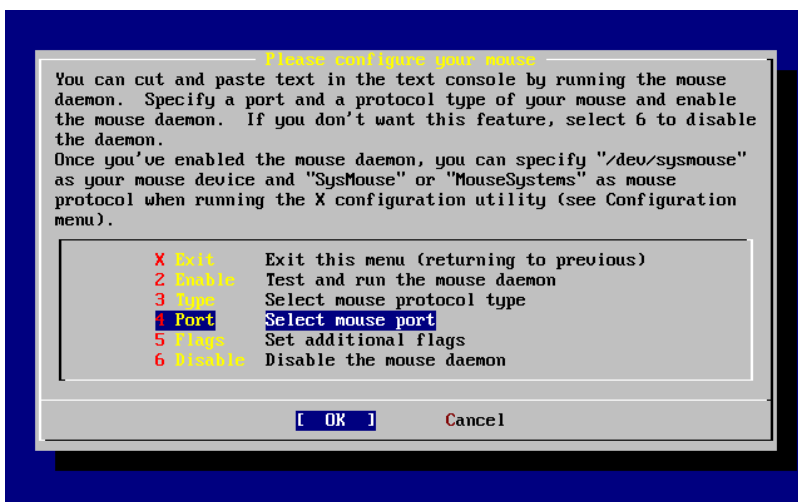 Please configure your mouse
You can cut and paste text in the text console by running the mouse
daemon.  Specify a port and a protocol type of your mouse and enable
the mouse daemon.  If you don't want this feature, select 6 to disable
the daemon.
Once you've enabled the mouse daemon, you can specify "/dev/sysmouse"
as your mouse device and "SysMouse" or "MouseSystems" as mouse
protocol when running the X configuration utility (see Configuration
menu).
X Exit Exit this menu (returning to previous)
2 Enable Test and run the mouse daemon
3 Type Select mouse protocol type
4 Port Select mouse port
5 Flags Set additional flags
6 Disable Disable the mouse daemon
[ OK ] Cancel